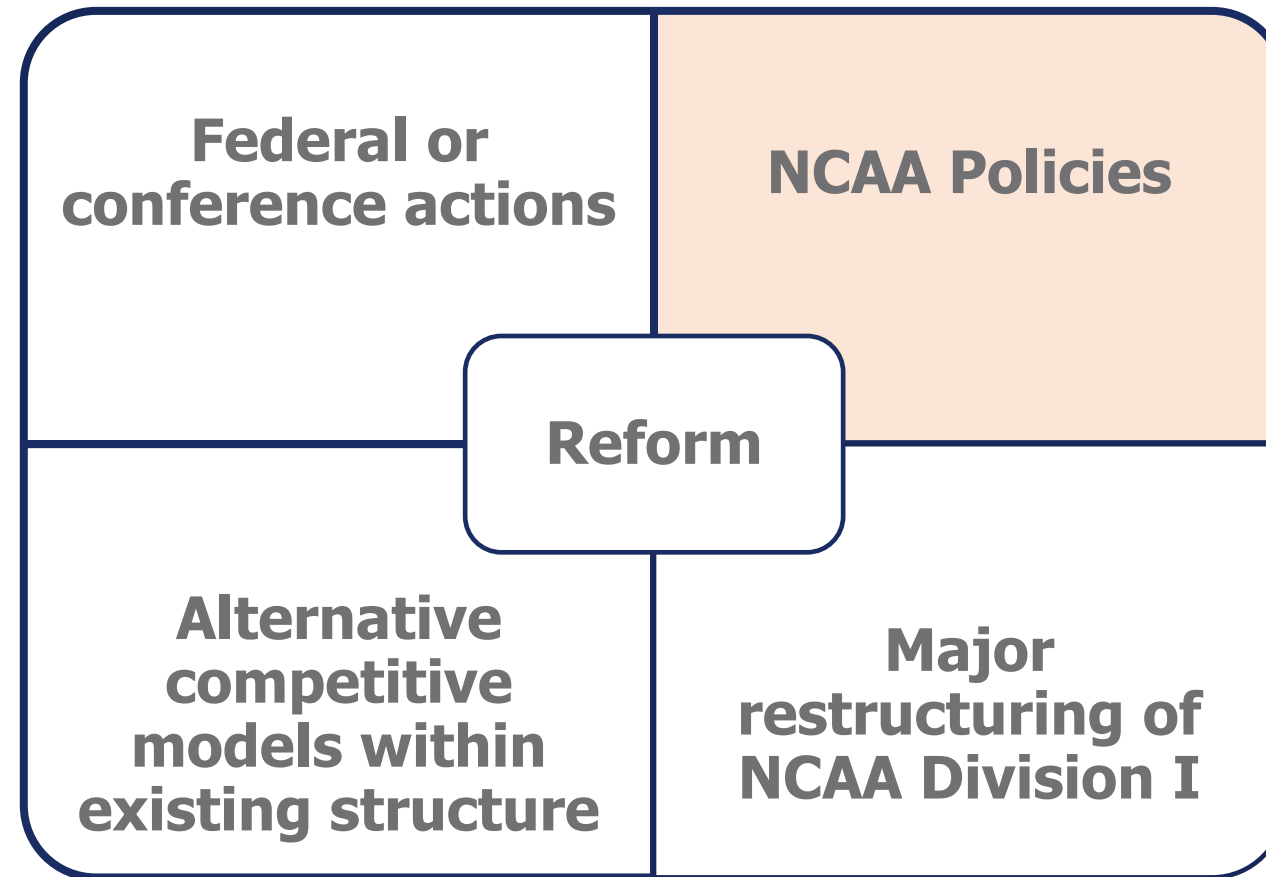 Federal or
conference actions
NCAA Policies
Reform
Alternative
competitive
models within
existing structure
Major
restructuring of
NCAA Division I